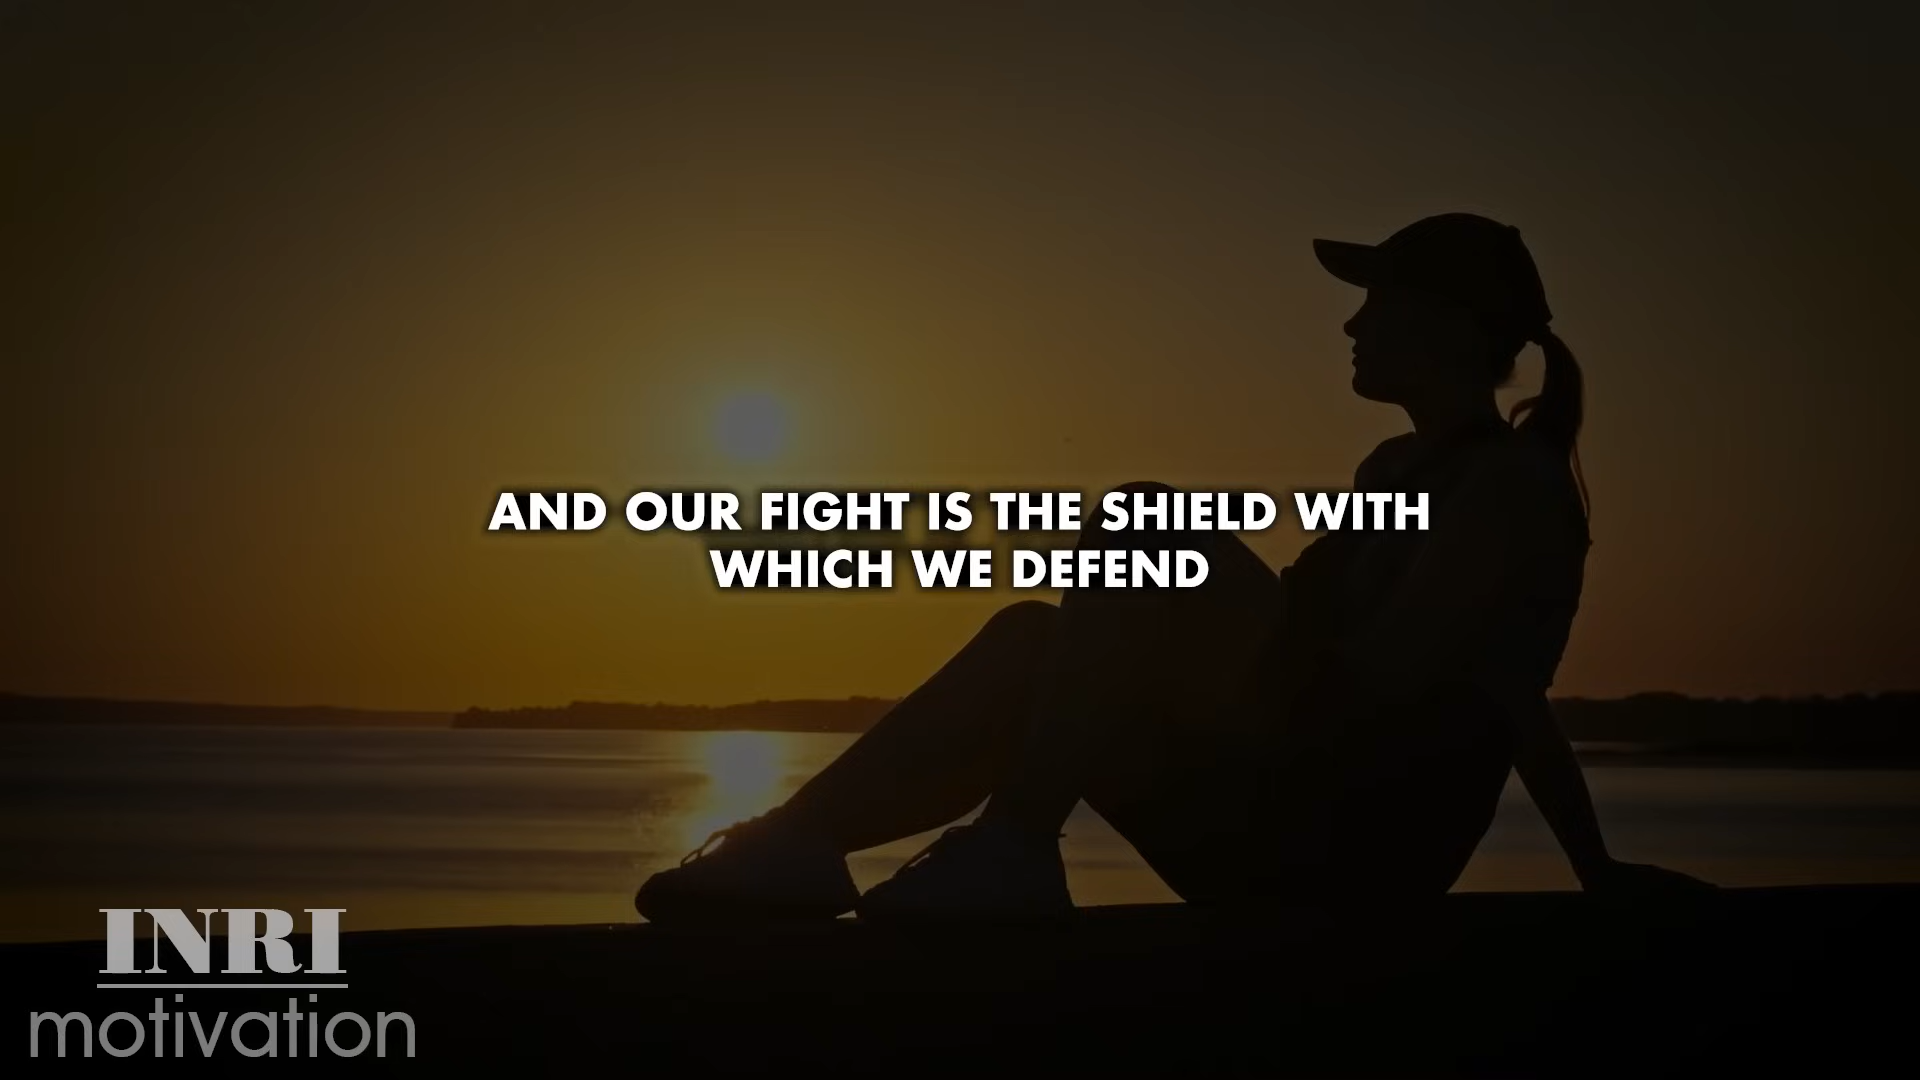 AND OUR FIGHT IS THE SHIELD WITH
WHICH WE DEFEND
INRI
motivation